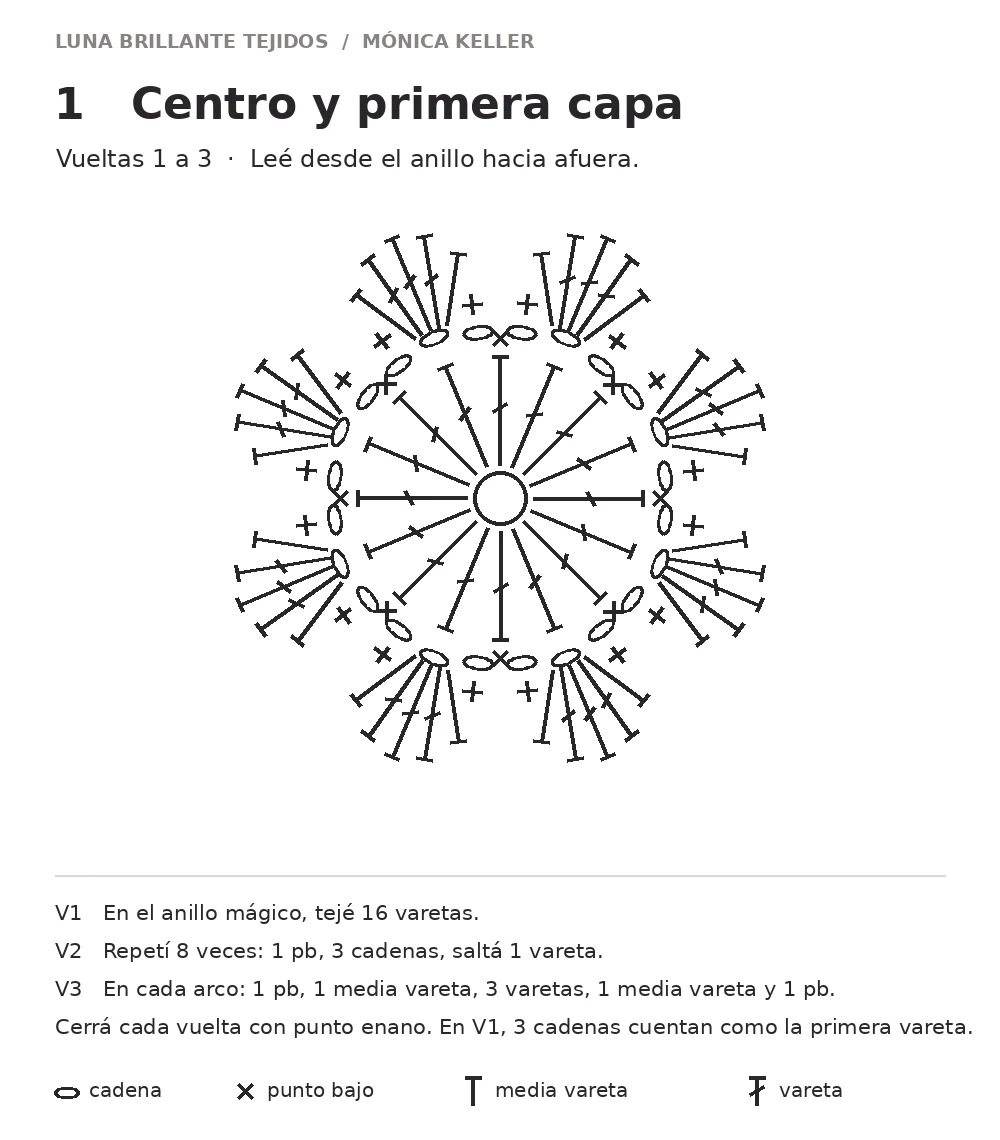 LUNA BRILLANTE TEJIDOS / MÓNICA KELLER
1 Centro y primera capa
Vueltas 1 a 3 · Leé desde el anillo hacia afuera.
V1 En el anillo mágico, tejé 16 varetas.
V2 Repetí 8 veces: 1 pb, 3 cadenas, saltá 1 vareta.
V3 En cada arco: 1 pb, 1 media vareta, 3 varetas, 1 media vareta y 1 pb.
Cerrá cada vuelta con punto enano. En V1, 3 cadenas cuentan como la primera vareta.
cadena punto bajo media vareta vareta